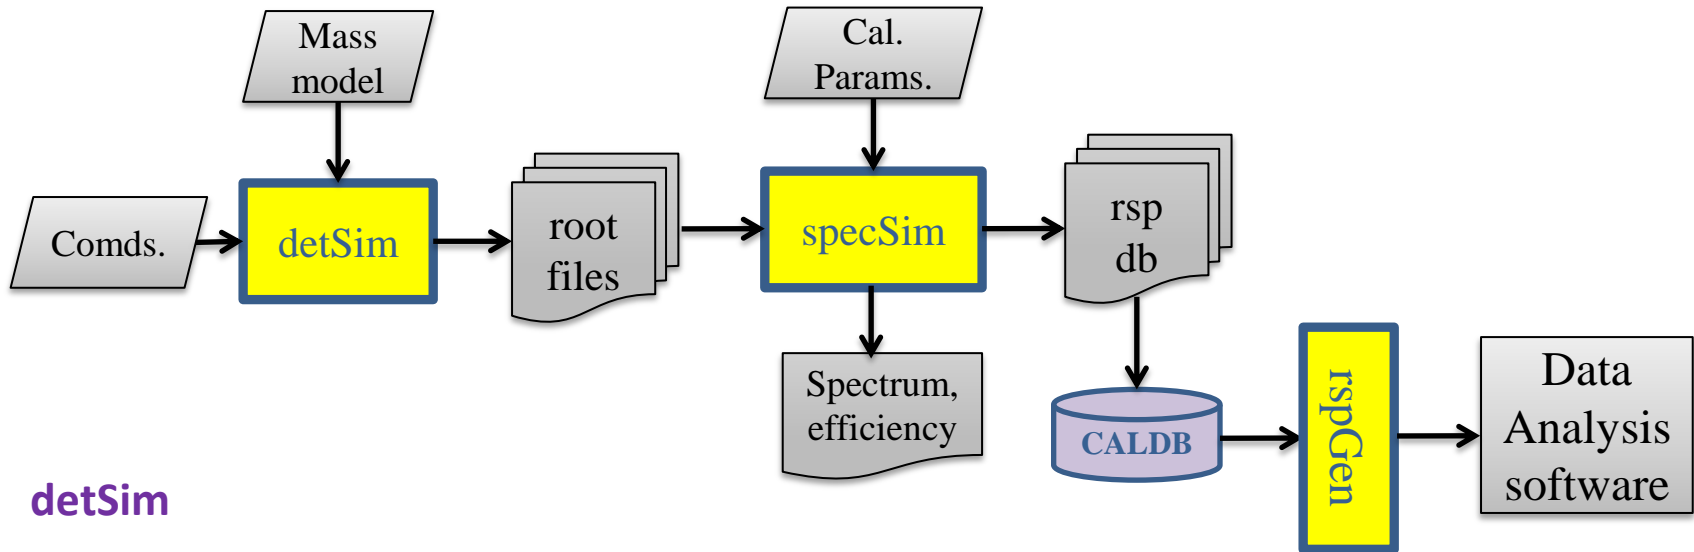 Mass
model
Cal.
Params.
Comds.
detSim
root
files
specSim
rsp
db
Spectrum,
efficiency
CALDB
rspGen
Data
Analysis
software
detSim